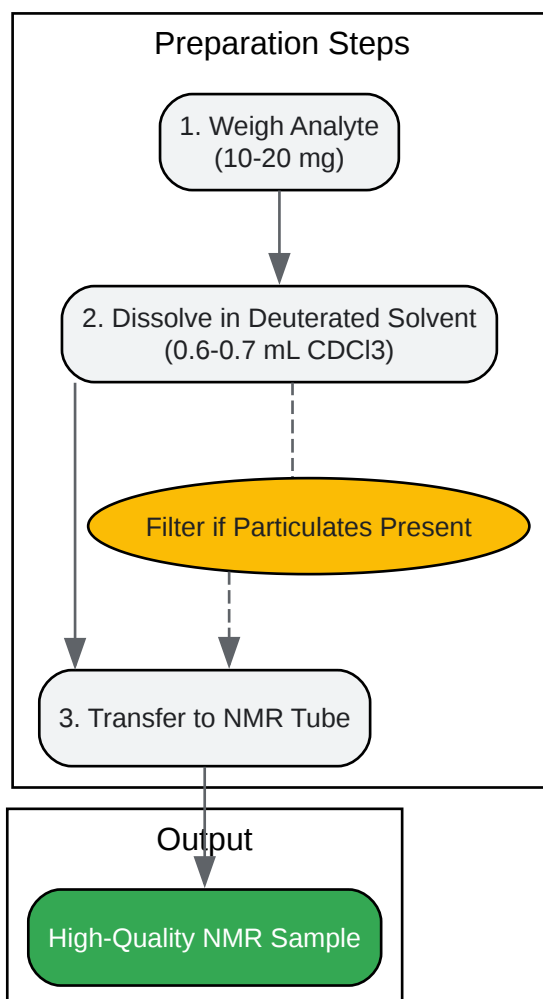 Preparation Steps
1. Weigh Analyte
(10-20 mg)
2. Dissolve in Deuterated Solvent
(0.6-0.7 mL CDCl3)
Filter if Particulates Present
3. Transfer to NMR Tube
Output
High-Quality NMR Sample